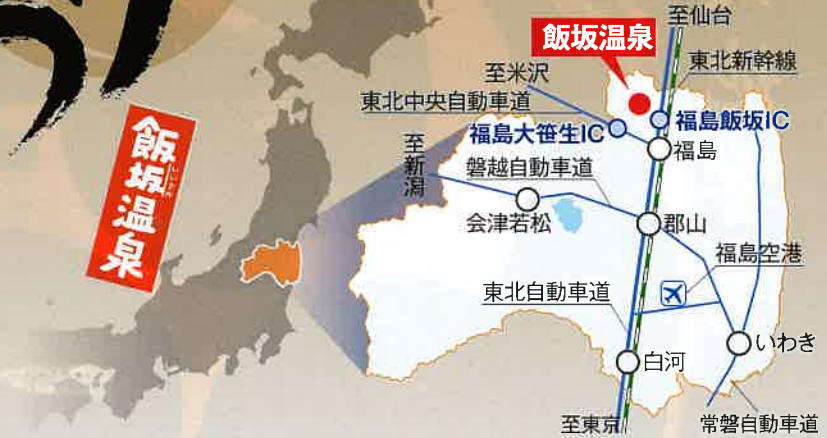 至仙台
飯坂温泉
東北新幹線
至米沢
東北中央自動車道
福島大笹生IC
福島飯坂IC
福島
至新潟
磐越自動車道
会津若松
郡山
福島空港
東北自動車道
いわき
白河
至東京
常磐自動車道
飯坂温泉
いいざか